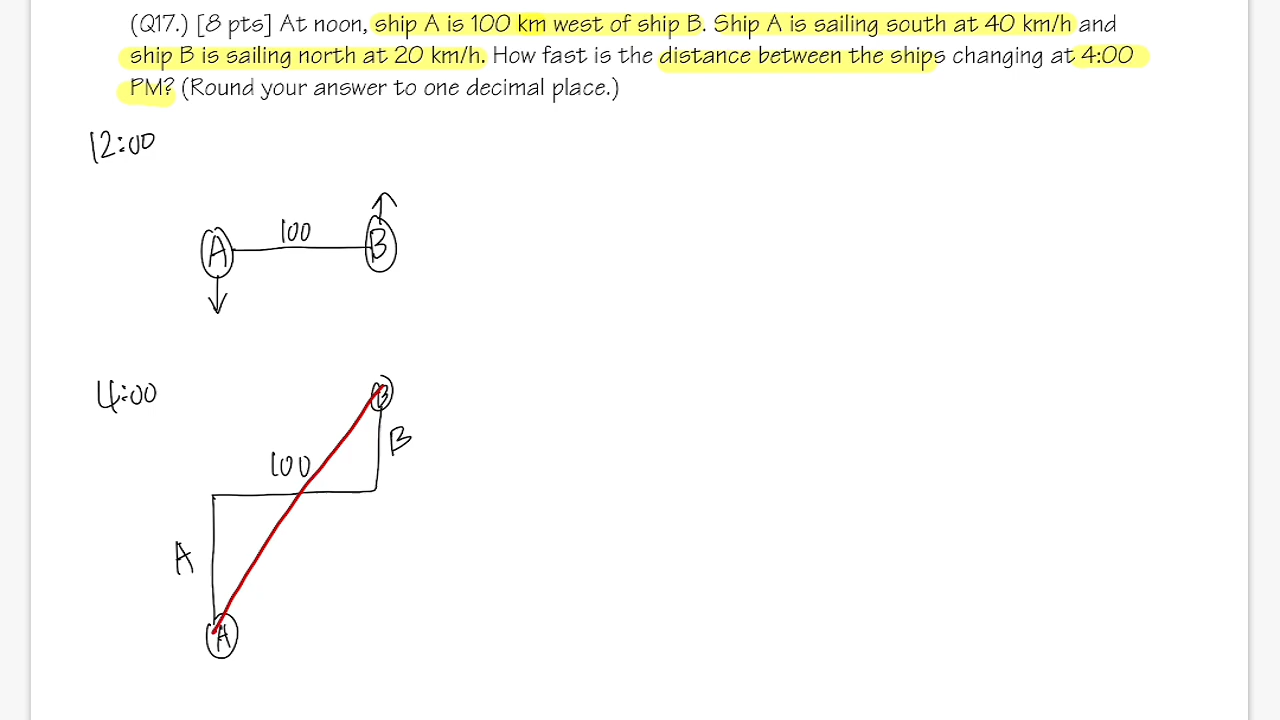 (Q17.) [8 pts] At noon, ship A is 100 km west of ship B. Ship A is sailing south at 40 km/h and
ship B is sailing north at 20 km/h. How fast is the distance between the ships changing at 4:00
PM? (Round your answer to one decimal place.)
12:00
100
A
B
4:00
B
B
100
A
A